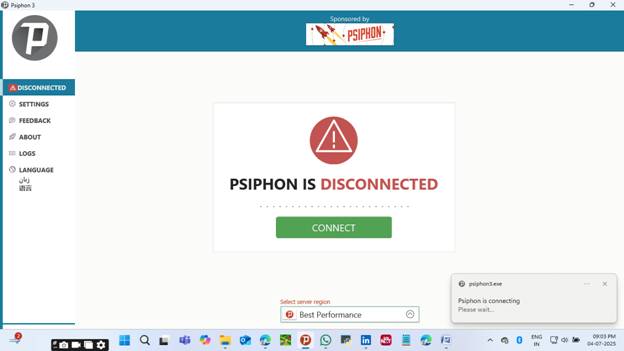 Psiphon 3
Sponsored by
PSIPHON
DISCONNECTED
SETTINGS
FEEDBACK
ABOUT
LOGS
LANGUAGE
زبان
语言
PSIPHON IS DISCONNECTED
CONNECT
Select server region
Best Performance
psiphon3.exe
Psiphon is connecting
Please wait...
2
ENG
IN
09:03 PM
04-07-2025